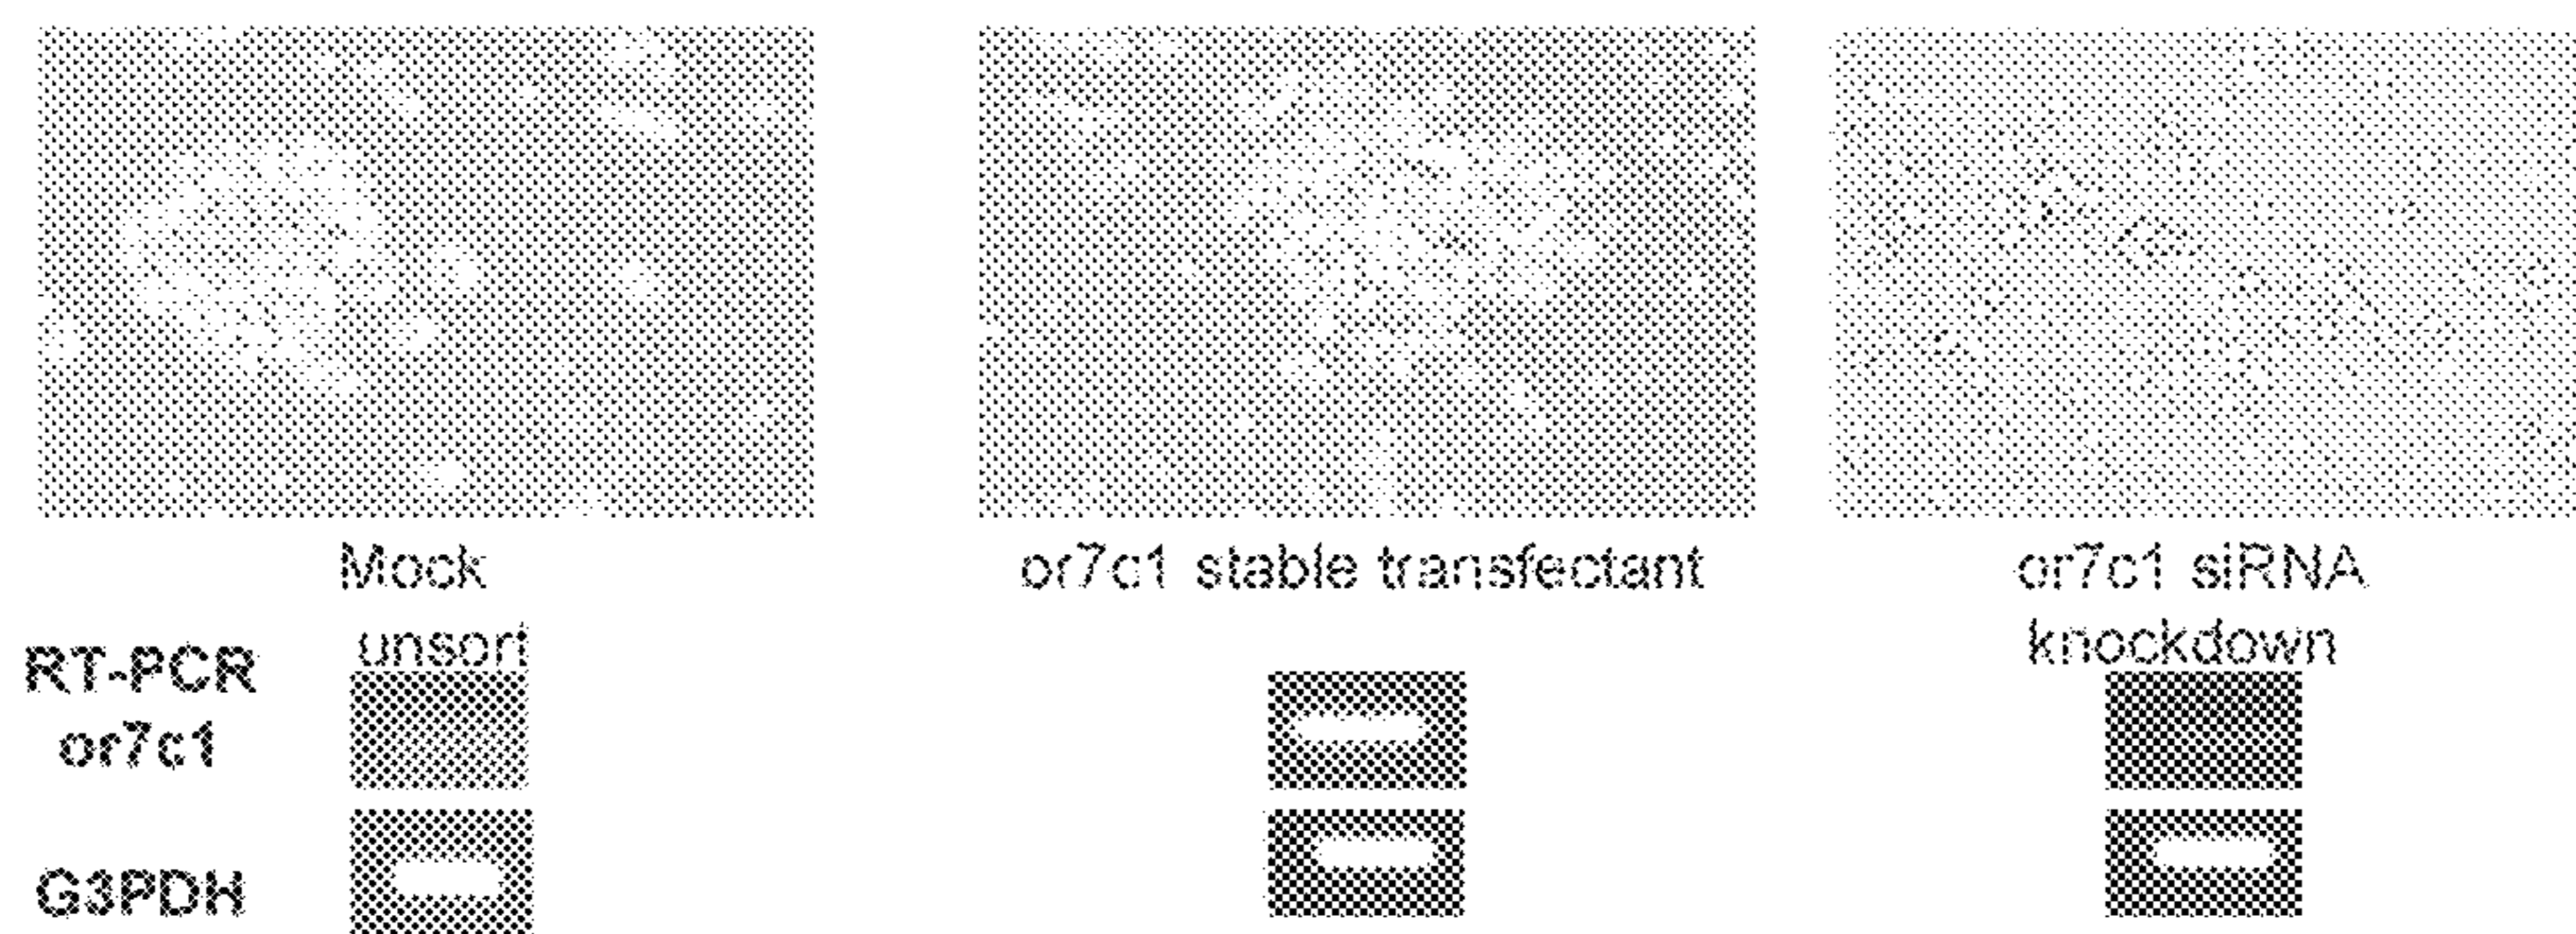 Mock
or7c1 stable transfectant
or7c1 siRNA
knockdown
unsort
RT-PCR
or7c1
G3PDH